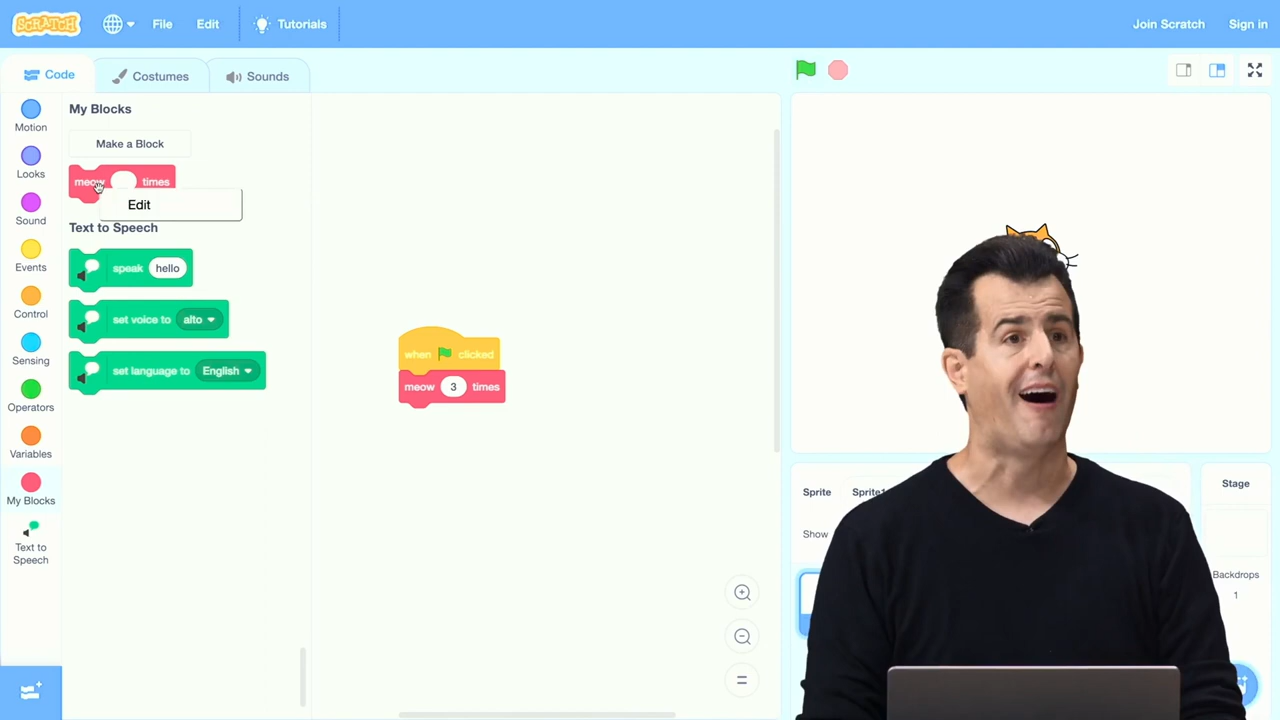 SCRATCH
File
Edit
Tutorials
Join Scratch
Sign in
Code
Costumes
Sounds
Motion
Looks
Sound
Events
Control
Sensing
Operators
Variables
My Blocks
Text to
Speech
My Blocks
Make a Block
meow times
Edit
Text to Speech
speak hello
set voice to alto
set language to English
when clicked
meow 3 times
Sprite
Sprite1
Show
Stage
Backdrops
1